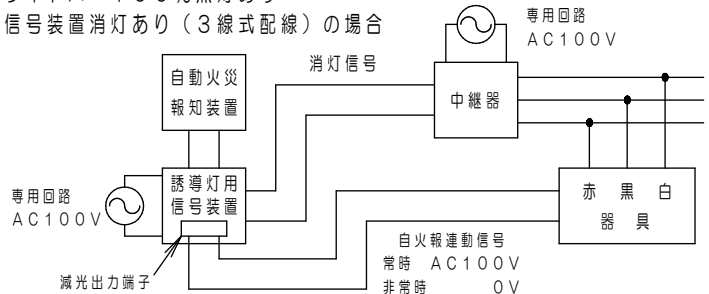 信号装置消灯あり（３線式配線）の場合
専用回路
ＡＣ１００Ｖ
消灯信号
自動火災
報知装置
中継器
誘導灯用
信号装置
専用回路
ＡＣ１００Ｖ
赤 黒 白
器 具
減光出力端子
自火報連動信号
常時 ＡＣ１００Ｖ
非常時 ０Ｖ